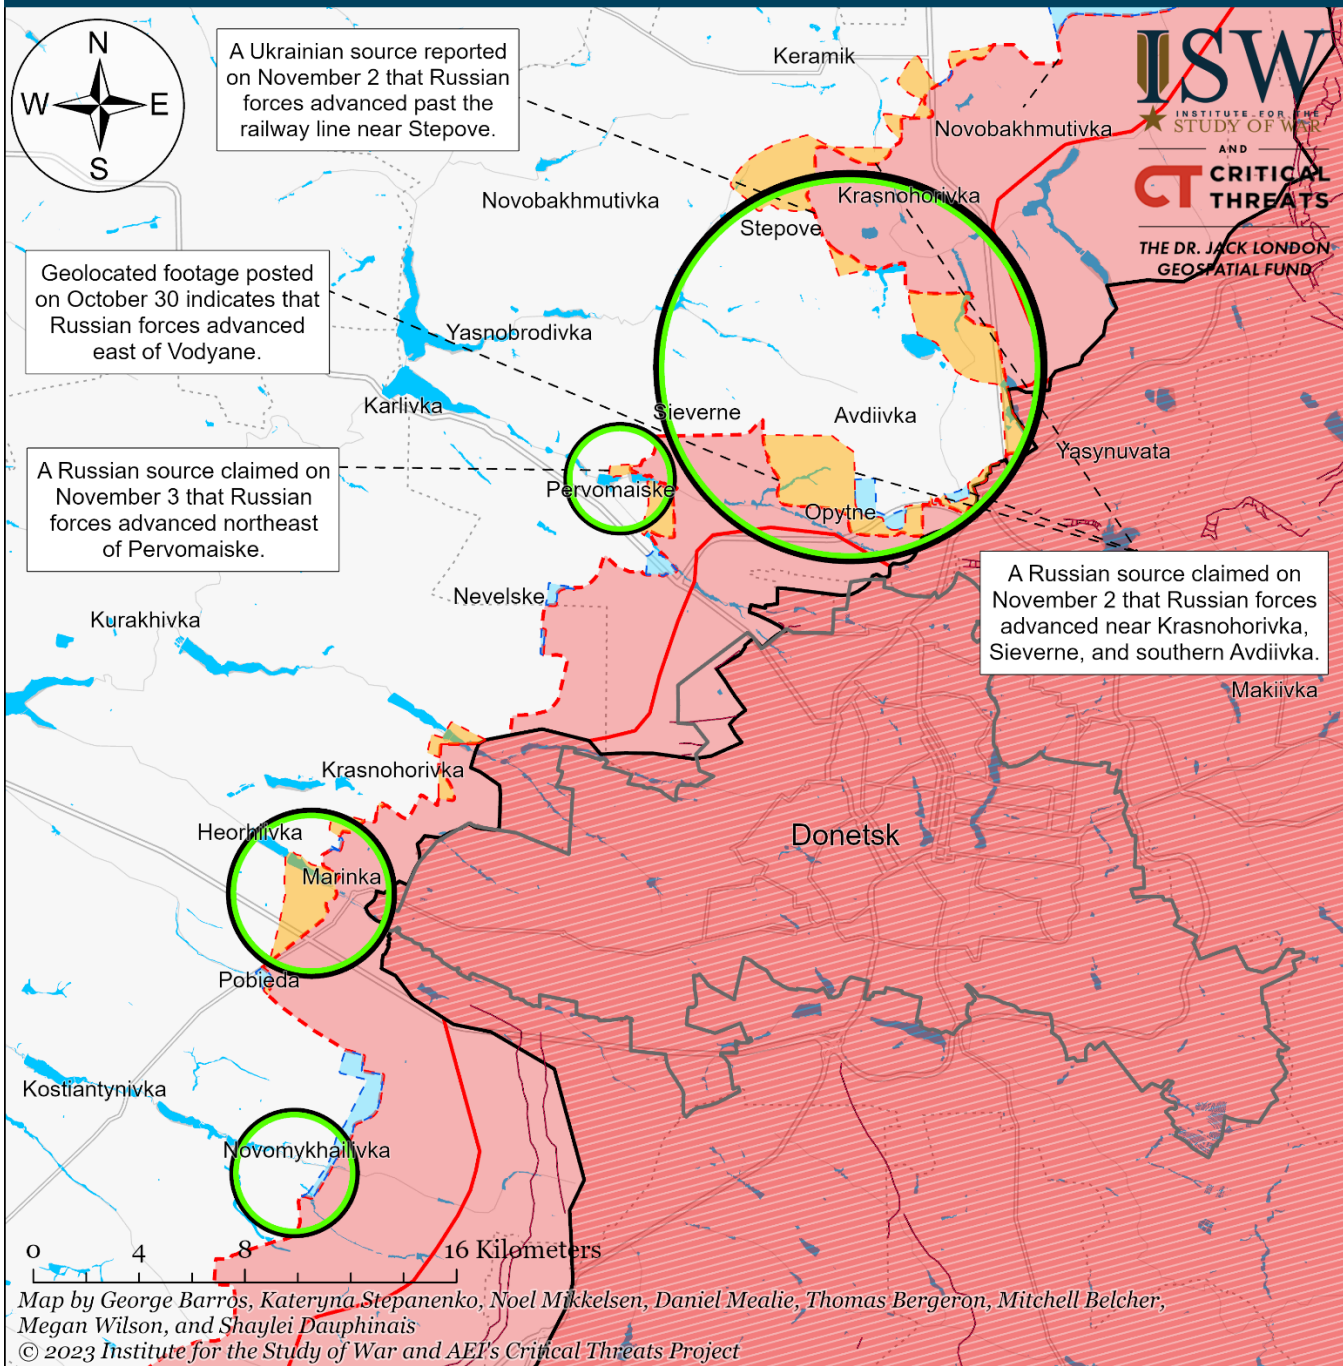 N
W
E
S
A Ukrainian source reported
on November 2 that Russian
forces advanced past the
railway line near Stepove.
Keramik
ISW
INSTITUTE FOR THE
STUDY OF WAR
AND
CT CRITICAL
THREATS
THE DR. JACK LONDON
GEOSPATIAL FUND
Novobakhmutivka
Novobakhmutivka
Krasnohorivka
Stepove
Geolocated footage posted
on October 30 indicates that
Russian forces advanced
east of Vodyane.
Yasnobrodivka
Karlivka
Sieverne
Avdiivka
Yasynuvata
A Russian source claimed on
November 3 that Russian
forces advanced northeast
of Pervomaiske.
Pervomaiske
Opytne
Nevelske
A Russian source claimed on
November 2 that Russian forces
advanced near Krasnohorivka,
Sieverne, and southern Avdiivka.
Kurakhivka
Makiivka
Krasnohorivka
Heorhiivka
Donetsk
Marinka
Pobieda
Kostiantynivka
Novomykhailivka
0 4 8 16 Kilometers
Map by George Barros, Kateryna Stepanenko, Noel Mikkelsen, Daniel Mealie, Thomas Bergeron, Mitchell Belcher,
Megan Wilson, and Shaylei Dauphinais
© 2023 Institute for the Study of War and AEI's Critical Threats Project